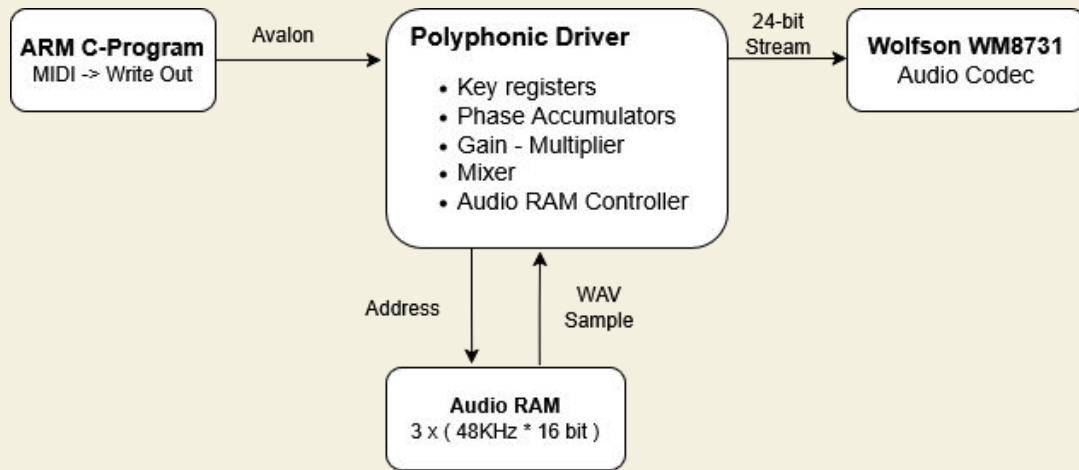 ARM C-Program
MIDI -> Write Out
Avalon
Polyphonic Driver
• Key registers
• Phase Accumulators
• Gain - Multiplier
• Mixer
• Audio RAM Controller
24-bit
Stream
Wolfson WM8731
Audio Codec
Address
WAV
Sample
Audio RAM
3 x ( 48KHz * 16 bit )